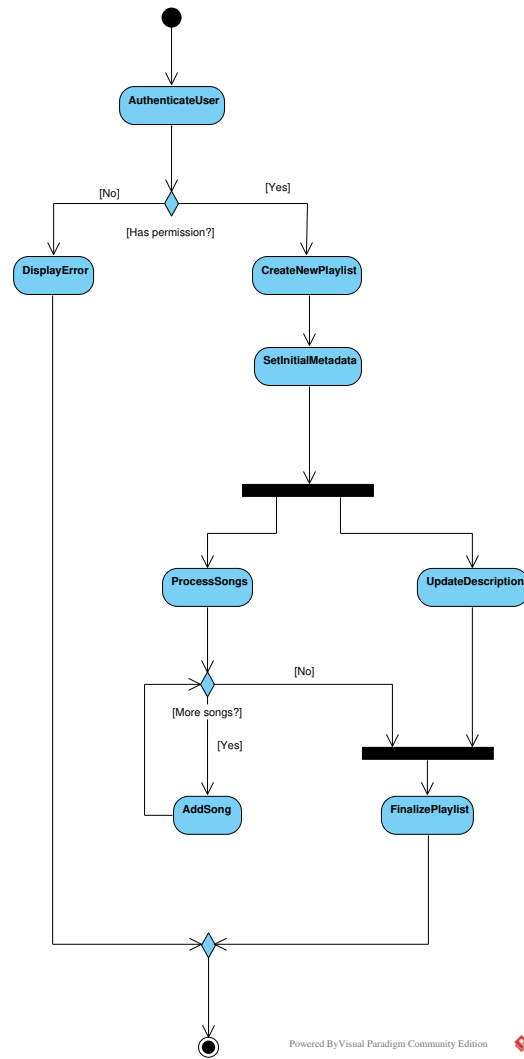 AuthenticateUser
[No]
[Yes]
[Has permission?]
DisplayError
CreateNewPlaylist
SetInitialMetadata
ProcessSongs
UpdateDescription
[No]
[More songs?]
[Yes]
AddSong
FinalizePlaylist
Powered ByVisual Paradigm Community Edition